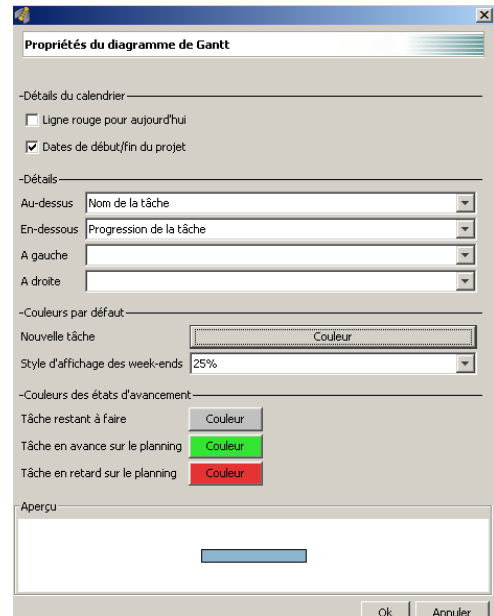 Propriétés du diagramme de Gantt
Détails du calendrier
Ligne rouge pour aujourd'hui
Dates de début/fin du projet
Détails
Au-dessus Nom de la tâche
En-dessous Progression de la tâche
A gauche
A droite
Couleurs par défaut
Nouvelle tâche Couleur
Style d'affichage des week-ends 25%
Couleurs des états d'avancement
Tâche restant à faire Couleur
Tâche en avance sur le planning Couleur
Tâche en retard sur le planning Couleur
Aperçu
Ok Annuler